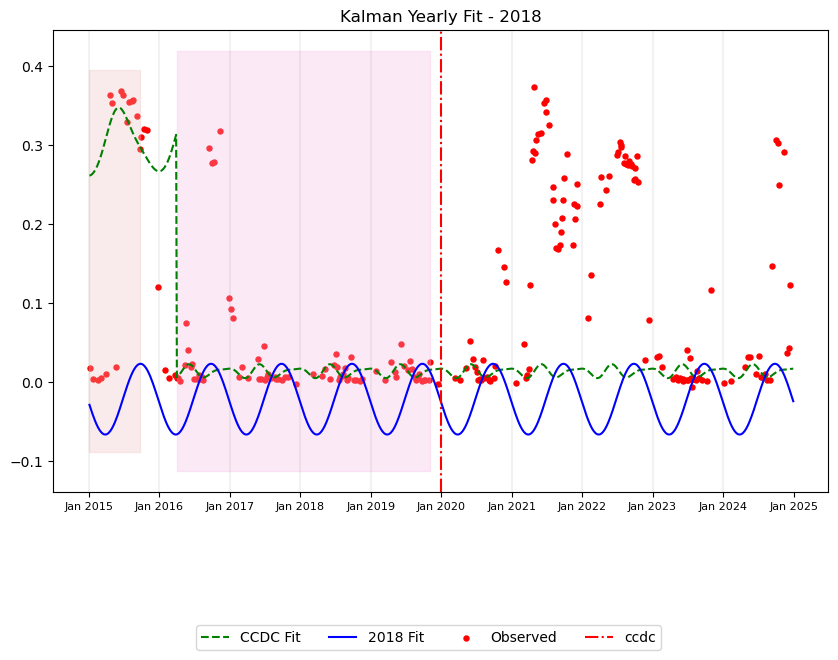 Kalman Yearly Fit - 2018
0.4
0.3
0.2
0.1
0.0
−0.1
Jan 2015 Jan 2016 Jan 2017 Jan 2018 Jan 2019 Jan 2020 Jan 2021 Jan 2022 Jan 2023 Jan 2024 Jan 2025
CCDC Fit 2018 Fit Observed ccdc